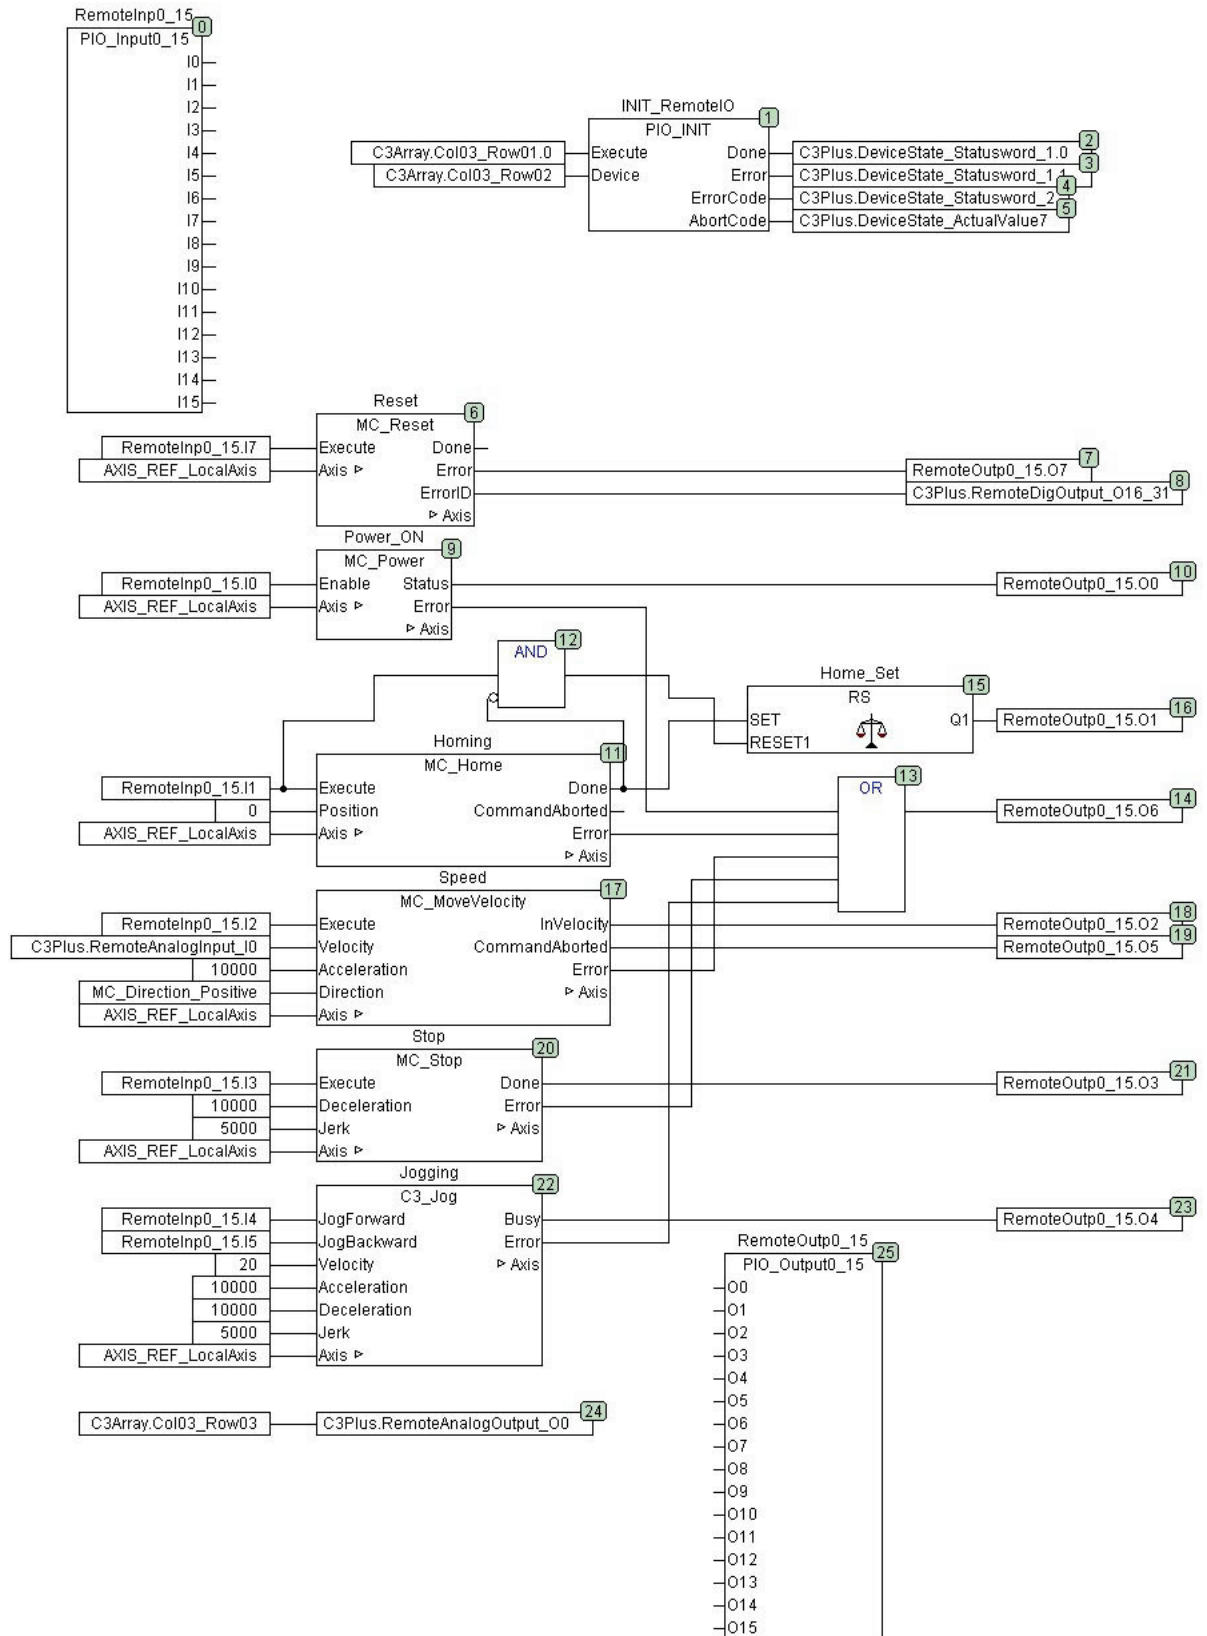 RemoteInp0_15
0
PIO_Input0_15
I0
I1
I2
I3
I4
I5
I6
I7
I8
I9
I10
I11
I12
I13
I14
I15
INIT_RemoteIO
1
PIO_INIT
C3Array.Col03_Row01.0 Execute Done C3Plus.DeviceState_Statusword_1.0 2
C3Array.Col03_Row02 Device Error C3Plus.DeviceState_Statusword_1.1 3
ErrorCode C3Plus.DeviceState_Statusword_2 4
AbortCode C3Plus.DeviceState_ActualValue7 5
Reset
6
MC_Reset
RemoteInp0_15.I7 Execute Done
AXIS_REF_LocalAxis Axis Error RemoteOutp0_15.O7 7
ErrorID C3Plus.RemoteDigOutput_O16_31 8
Axis
Power_ON
9
MC_Power
RemoteInp0_15.I0 Enable Status RemoteOutp0_15.O0 10
AXIS_REF_LocalAxis Axis Error
Axis
12
AND
Home_Set
15
RS
SET Q1 RemoteOutp0_15.O1 16
RESET1
Homing
11
MC_Home
RemoteInp0_15.I1 Execute Done
0 Position CommandAborted
AXIS_REF_LocalAxis Axis Error
Axis
13
OR
RemoteOutp0_15.O6 14
Speed
17
MC_MoveVelocity
RemoteInp0_15.I2 Execute InVelocity RemoteOutp0_15.O2 18
C3Plus.RemoteAnalogInput_I0 Velocity CommandAborted RemoteOutp0_15.O5 19
10000 Acceleration Error
MC_Direction_Positive Direction Axis
AXIS_REF_LocalAxis Axis
Stop
20
MC_Stop
RemoteInp0_15.I3 Execute Done RemoteOutp0_15.O3 21
10000 Deceleration Error
5000 Jerk Axis
AXIS_REF_LocalAxis Axis
Jogging
22
C3_Jog
RemoteInp0_15.I4 JogForward Busy RemoteOutp0_15.O4 23
RemoteInp0_15.I5 JogBackward Error
20 Velocity Axis
10000 Acceleration
10000 Deceleration
5000 Jerk
AXIS_REF_LocalAxis Axis
C3Array.Col03_Row03 C3Plus.RemoteAnalogOutput_O0 24
RemoteOutp0_15
25
PIO_Output0_15
O0
O1
O2
O3
O4
O5
O6
O7
O8
O9
O10
O11
O12
O13
O14
O15